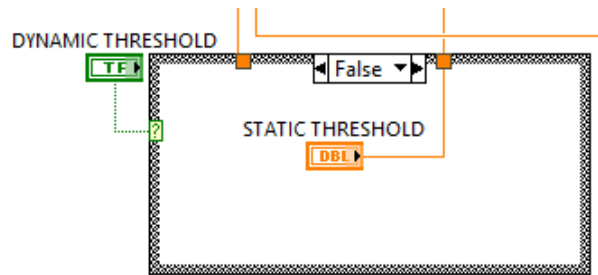 DYNAMIC THRESHOLD
TF
False
?
STATIC THRESHOLD
DBL